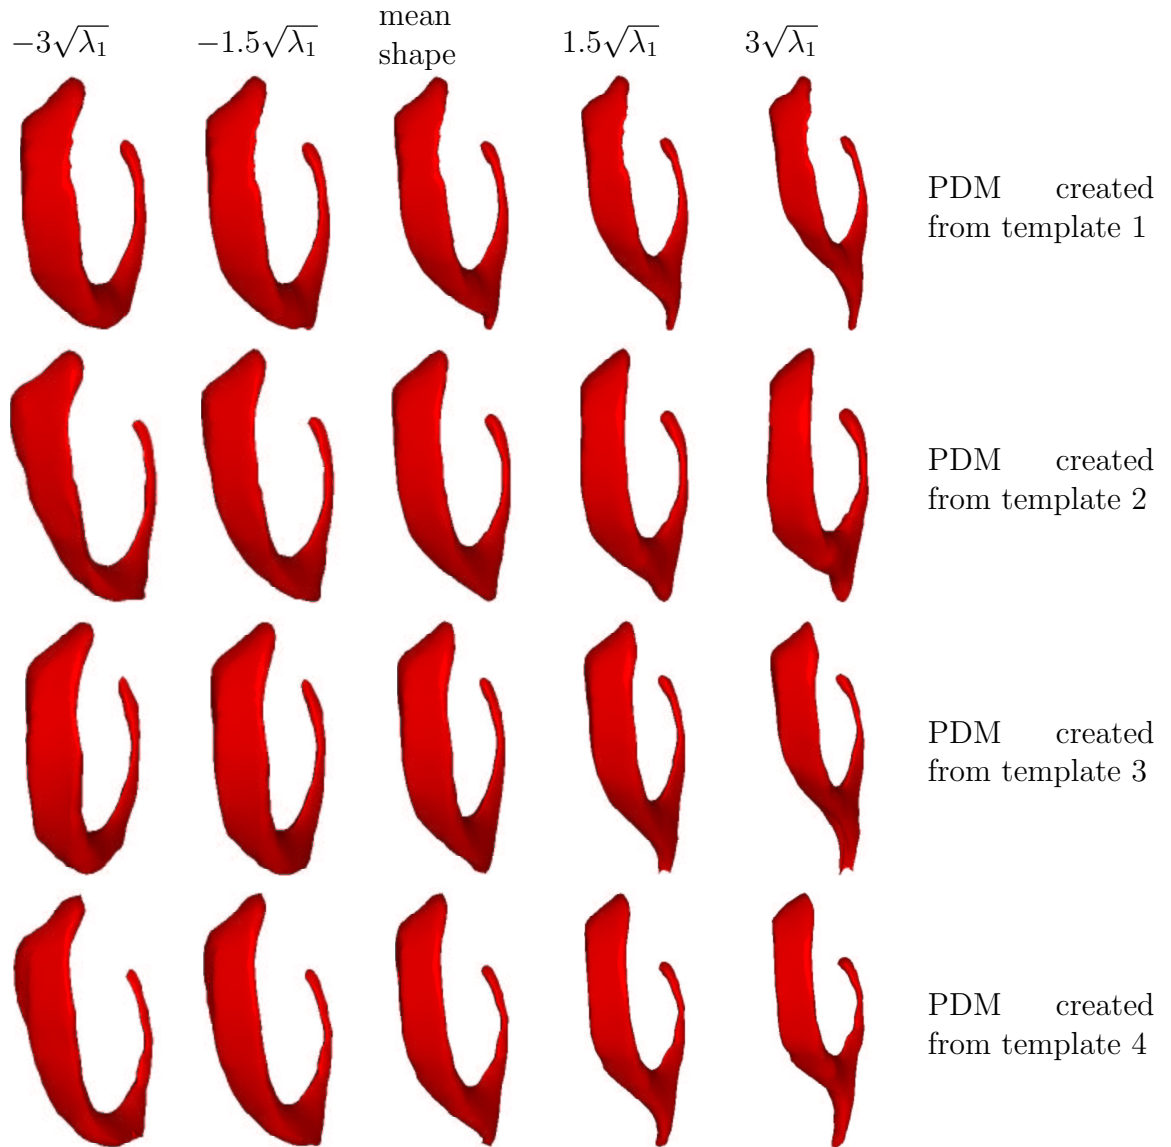 −3√λ₁ −1.5√λ₁ mean shape 1.5√λ₁ 3√λ₁
PDM created
from template 1
PDM created
from template 2
PDM created
from template 3
PDM created
from template 4